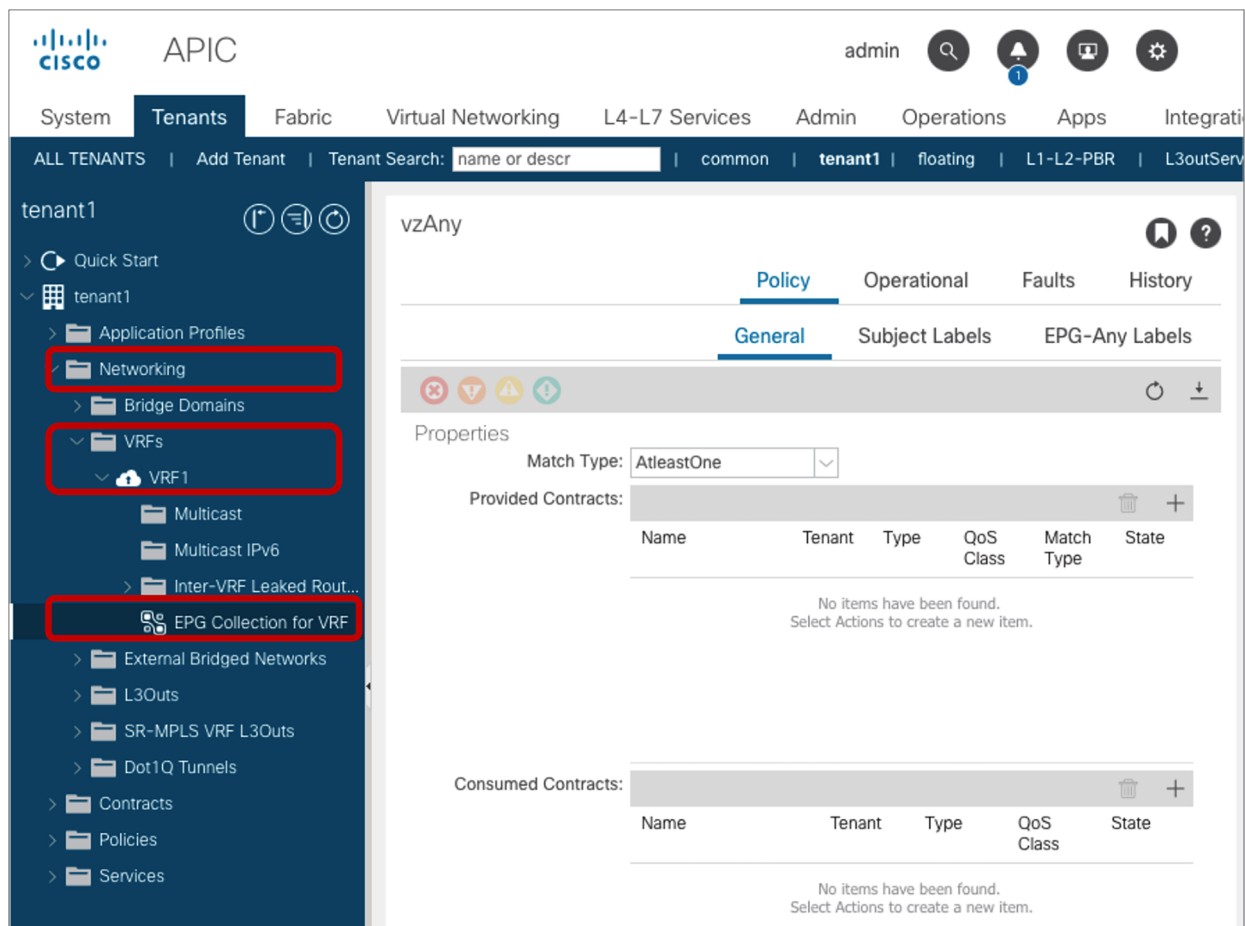 CISCO APIC admin
1
System Tenants Fabric Virtual Networking L4-L7 Services Admin Operations Apps Integrati
ALL TENANTS | Add Tenant | Tenant Search: name or descr | common | tenant1 | floating | L1-L2-PBR | L3outServ
tenant1
Quick Start
tenant1
Application Profiles
Networking
Bridge Domains
VRFs
VRF1
Multicast
Multicast IPv6
Inter-VRF Leaked Rout...
EPG Collection for VRF
External Bridged Networks
L3Outs
SR-MPLS VRF L3Outs
Dot1Q Tunnels
Contracts
Policies
Services
vzAny
?
Policy Operational Faults History
General Subject Labels EPG-Any Labels
Properties
Match Type: AtleastOne
Provided Contracts:
Name Tenant Type QoS Class Match Type State
No items have been found.
Select Actions to create a new item.
Consumed Contracts:
Name Tenant Type QoS Class State
No items have been found.
Select Actions to create a new item.